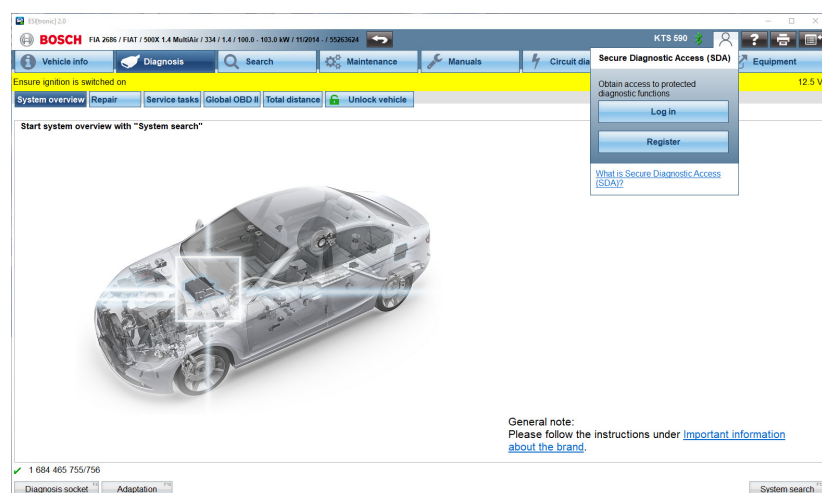 ESI[tronic] 2.0
BOSCH FIA 2686 / FIAT / 500X 1.4 MultiAir / 334 / 1.4 / 100.0 - 103.0 kW / 11/2014 - / 55263624
KTS 590
?
Vehicle info
Diagnosis
Search
Maintenance
Manuals
Circuit dia
Equipment
Ensure ignition is switched on
12.5 V
System overview
Repair
Service tasks
Global OBD II
Total distance
Unlock vehicle
Start system overview with "System search"
Secure Diagnostic Access (SDA)
Obtain access to protected
diagnostic functions
Log in
Register
What is Secure Diagnostic Access
(SDA)?
General note:
Please follow the instructions under Important information
about the brand.
1 684 465 755/756
Diagnosis socket
Adaptation
System search